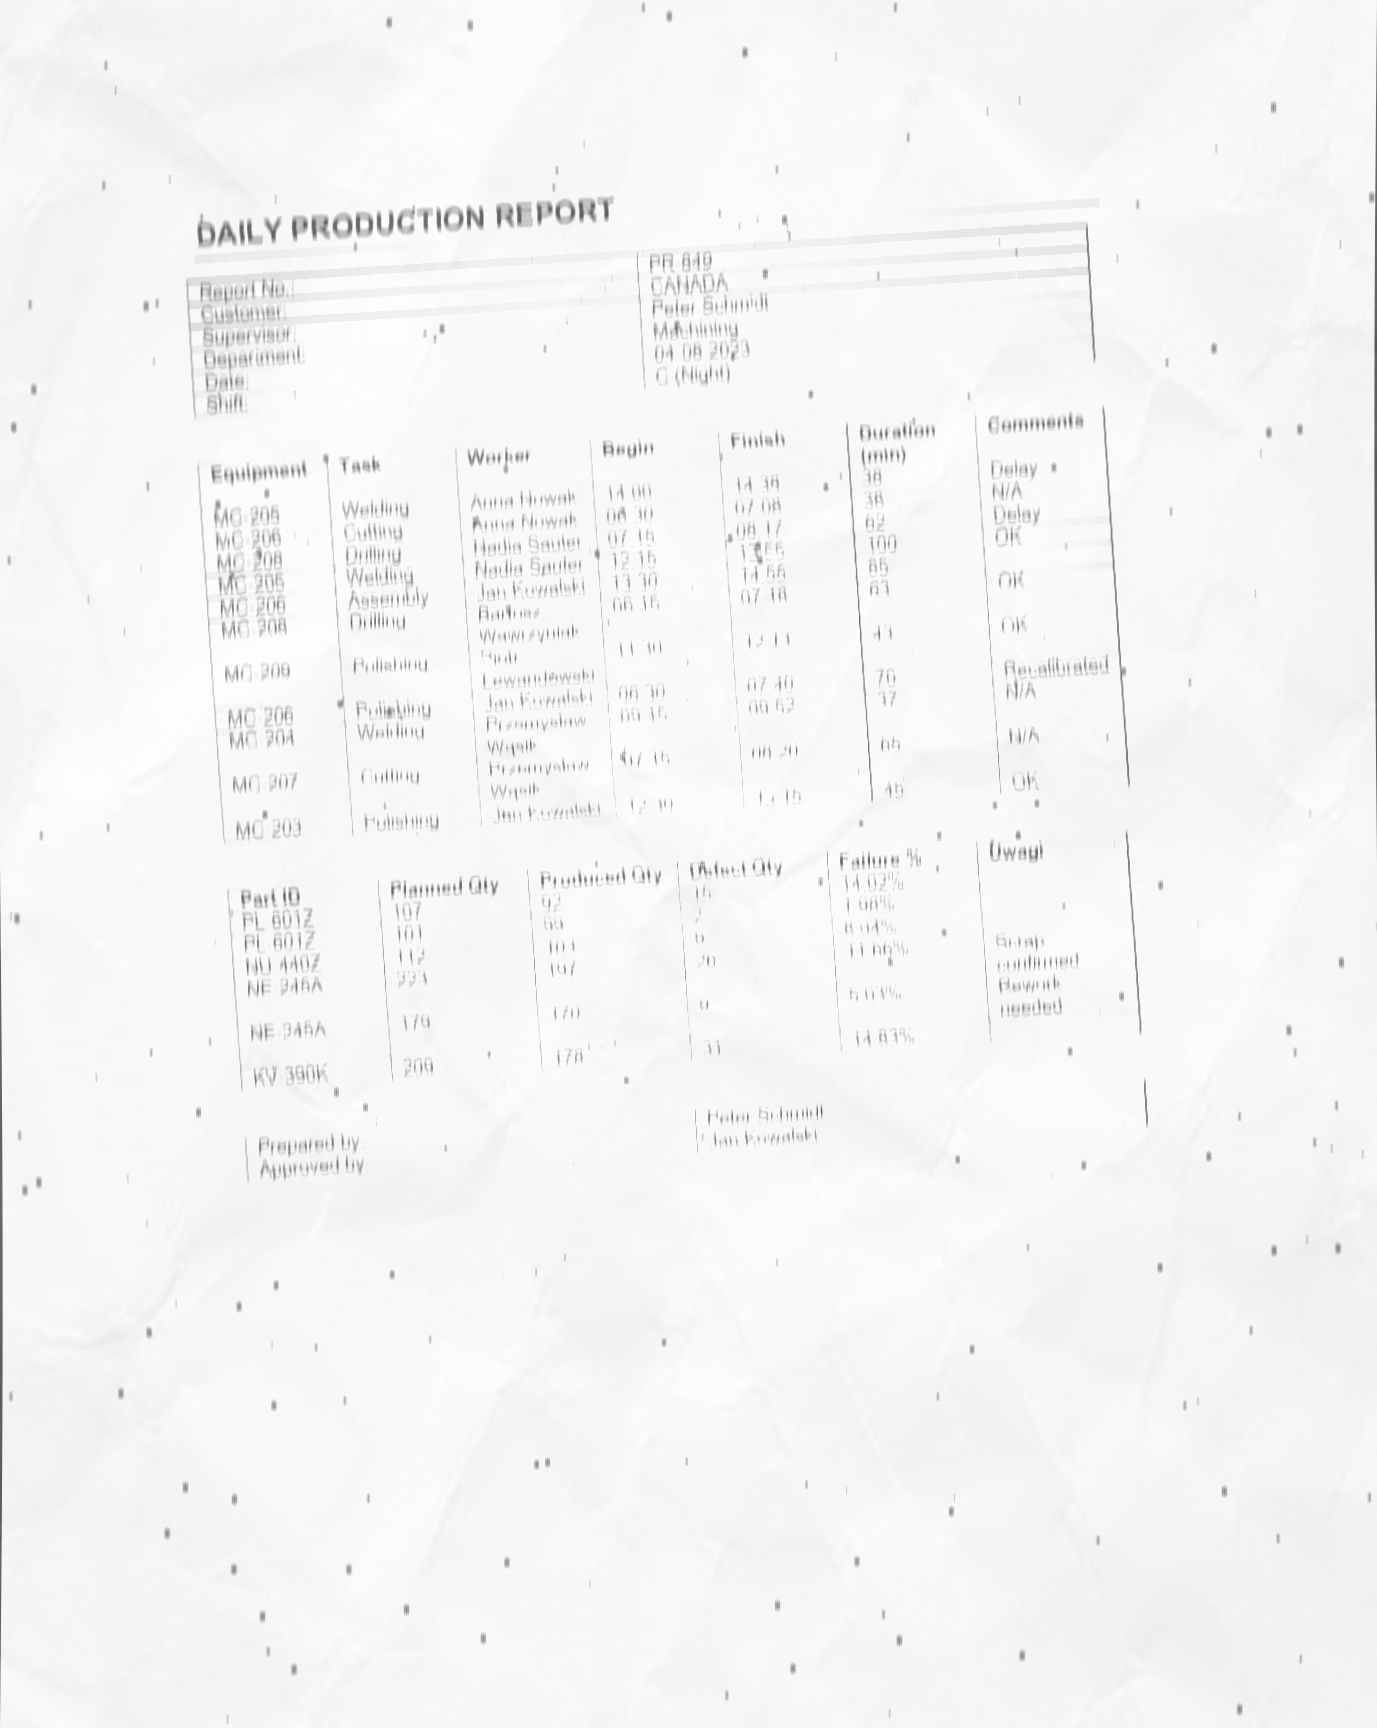 DAILY PRODUCTION REPORT
Report No.: PR 849
Customer: CANADA
Supervisor: Peter Schmidt
Department: Machining
Date: 04 08 2023
Shift: C (Night)
Equipment Task Worker Begin Finish Duration (min) Comments
MC 205 Welding Anna Nowak 14 00 14 38 38 Delay
MC 206 Cutting Anna Nowak 06 30 07 08 38 N/A
MC 208 Drilling Nadia Sauter 07 15 08 17 62 Delay
MC 205 Welding Nadia Sauter 12 15 13 55 100 OK
MC 206 Assembly Jan Kowalski 13 30 14 55 85 OK
MC 208 Drilling Bartosz Wawrzyniak 06 15 07 18 63 OK
MC 209 Polishing Piotr Lewandowski 11 30 12 13 43 Recalibrated
MC 206 Polishing Jan Kowalski 06 30 07 40 70 N/A
MC 204 Welding Przemysław Wąsik 09 15 09 52 37 N/A
MC 207 Cutting Przemysław Wąsik 07 15 08 20 65 OK
MC 203 Polishing Jan Kowalski 12 30 13 15 45
Part ID Planned Qty Produced Qty Defect Qty Failure % Uwagi
PL 601Z 107 92 15 14.02%
PL 601Z 101 99 2 1.98%
NU 440Z 112 103 9 8.04%
NE 345A 223 197 26 11.66% Scrap confirmed
NE 345A 179 170 9 5.03% Rework needed
KV 390K 209 178 31 14.83%
Prepared by Peter Schmidt
Approved by Jan Kowalski